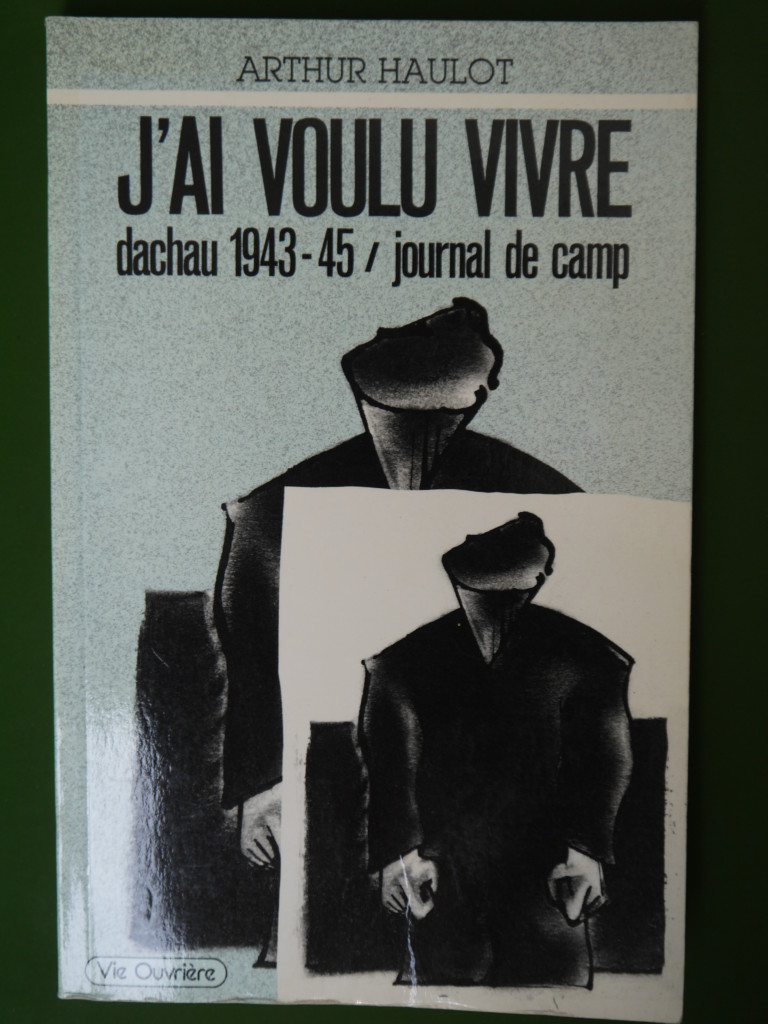 ARTHUR HAULOT
J'AI VOULU VIVRE
dachau 1943-45 / journal de camp
Vie Ouvrière